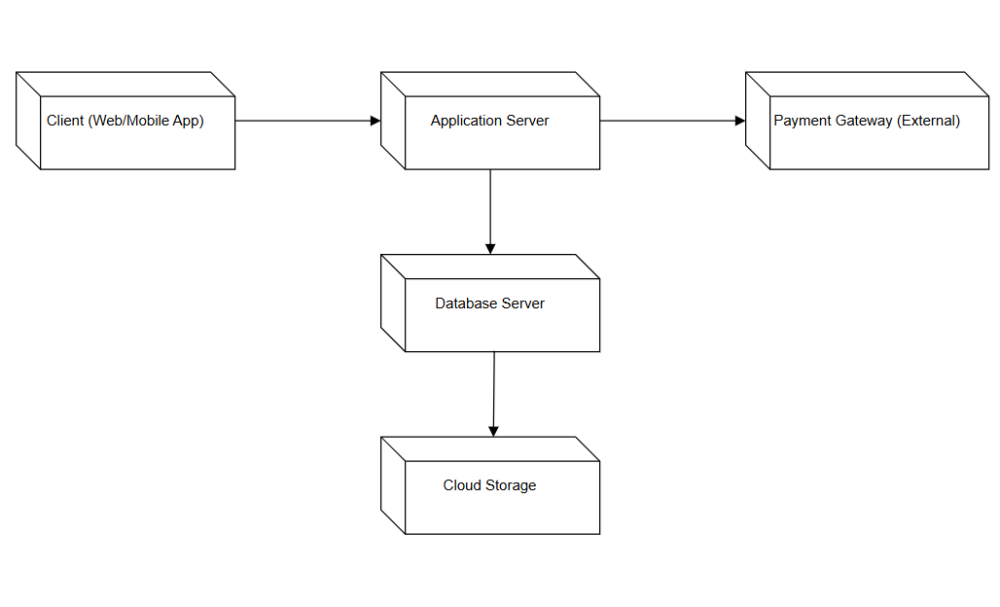 Client (Web/Mobile App)
Application Server
Payment Gateway (External)
Database Server
Cloud Storage